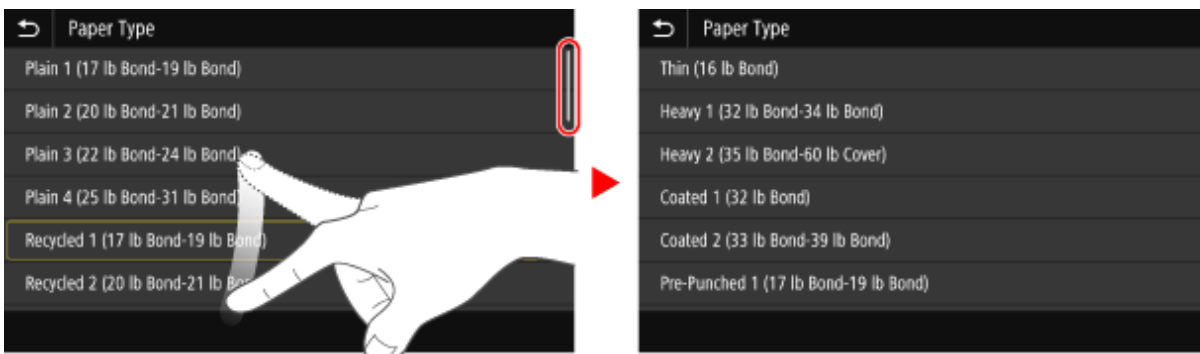 Paper Type
Plain 1 (17 lb Bond-19 lb Bond)
Plain 2 (20 lb Bond-21 lb Bond)
Plain 3 (22 lb Bond-24 lb Bond)
Plain 4 (25 lb Bond-31 lb Bond)
Recycled 1 (17 lb Bond-19 lb Bond)
Recycled 2 (20 lb Bond-21 lb
Paper Type
Thin (16 lb Bond)
Heavy 1 (32 lb Bond-34 lb Bond)
Heavy 2 (35 lb Bond-60 lb Cover)
Coated 1 (32 lb Bond)
Coated 2 (33 lb Bond-39 lb Bond)
Pre-Punched 1 (17 lb Bond-19 lb Bond)